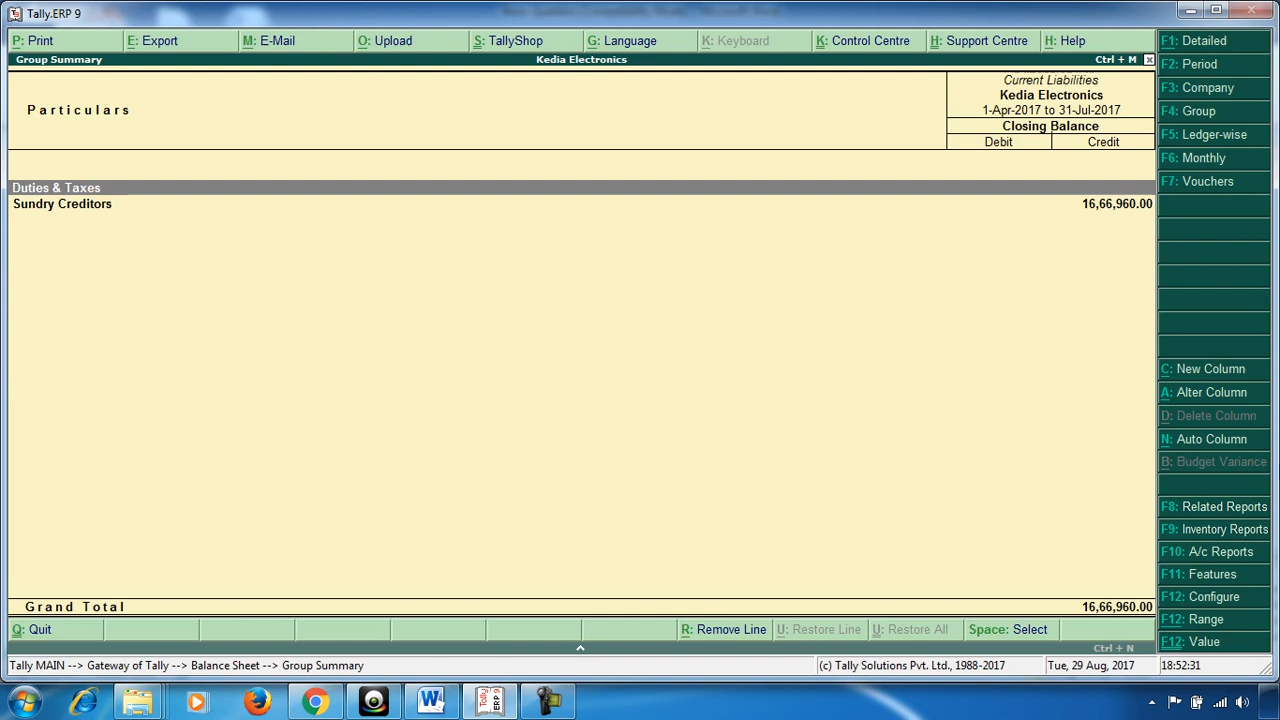 Tally.ERP 9
P: Print E: Export M: E-Mail O: Upload S: TallyShop G: Language K: Keyboard K: Control Centre H: Support Centre H: Help
Group Summary Kedia Electronics Ctrl + M
Particulars
Current Liabilities
Kedia Electronics
1-Apr-2017 to 31-Jul-2017
Closing Balance
Debit Credit
Duties & Taxes
Sundry Creditors 16,66,960.00
Grand Total 16,66,960.00
F1: Detailed
F2: Period
F3: Company
F4: Group
F5: Ledger-wise
F6: Monthly
F7: Vouchers
C: New Column
A: Alter Column
D: Delete Column
N: Auto Column
B: Budget Variance
F8: Related Reports
F9: Inventory Reports
F10: A/c Reports
F11: Features
F12: Configure
F12: Range
F12: Value
Q: Quit R: Remove Line U: Restore Line U: Restore All Space: Select
Ctrl + N
Tally MAIN --> Gateway of Tally --> Balance Sheet --> Group Summary (c) Tally Solutions Pvt. Ltd., 1988-2017 Tue, 29 Aug, 2017 18:52:31